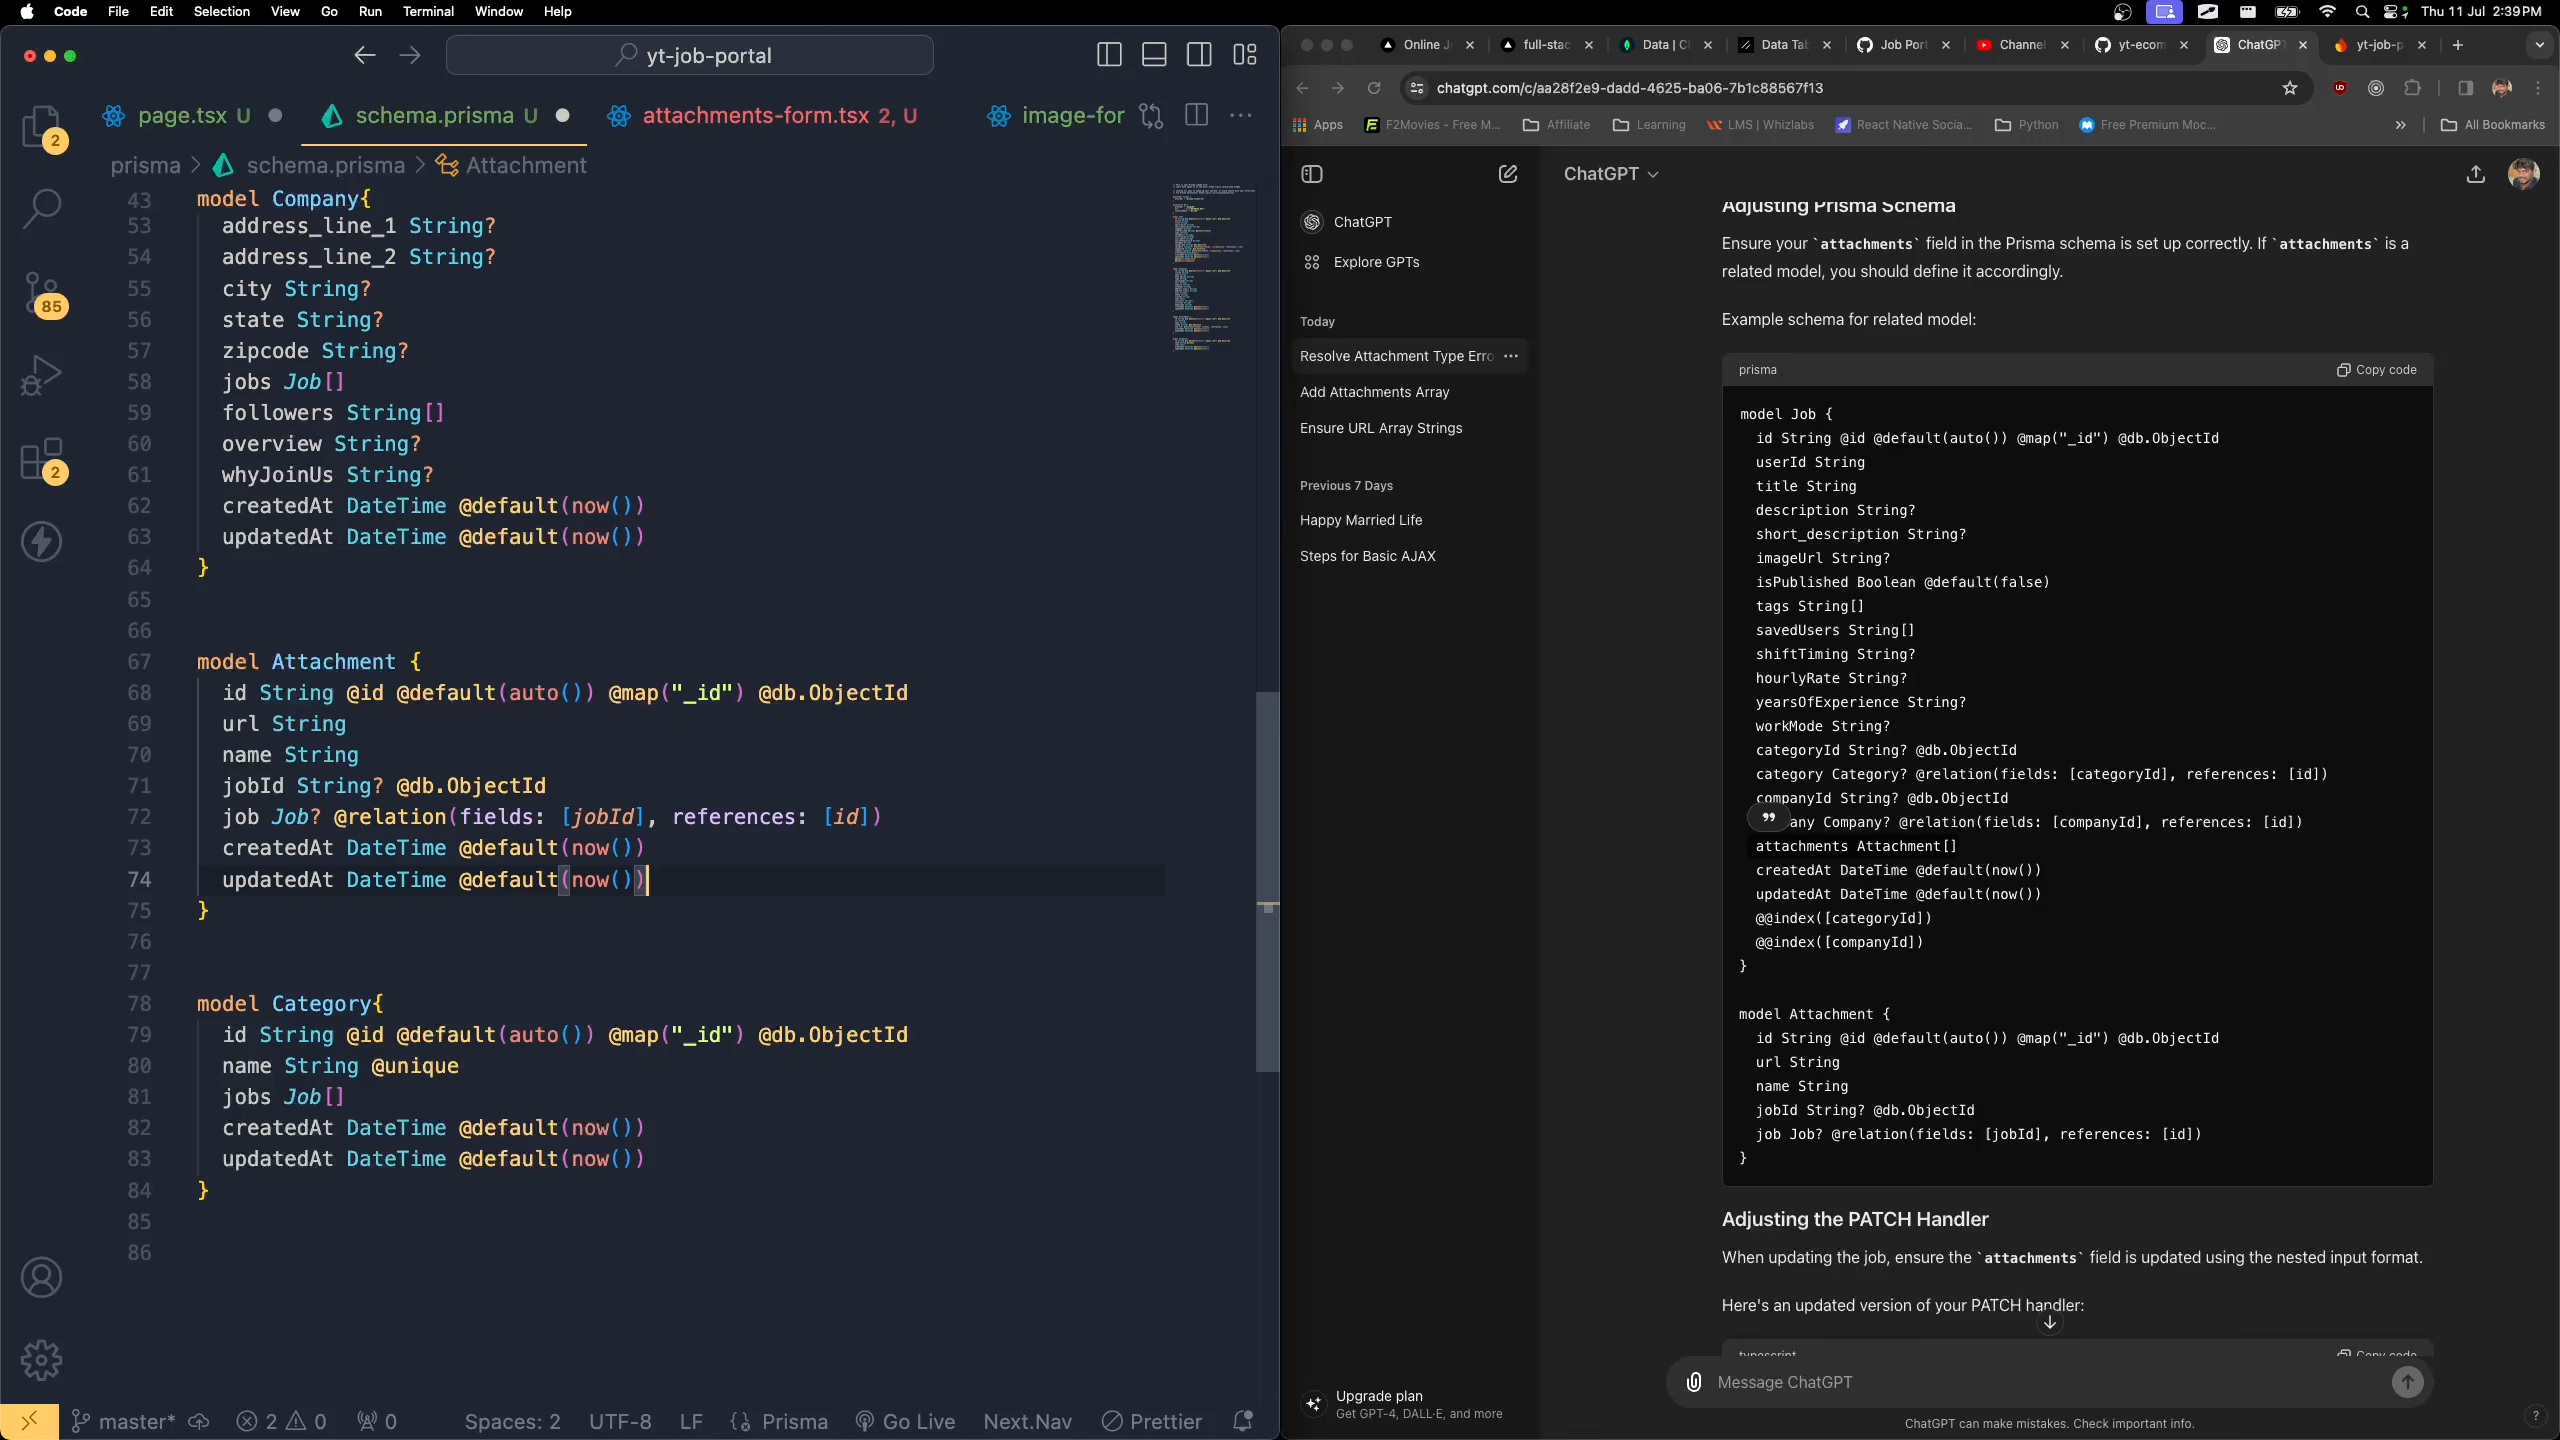 Code File Edit Selection View Go Run Terminal Window Help
Thu 11 Jul 2:39 PM
yt-job-portal
page.tsx U
schema.prisma U
attachments-form.tsx 2, U
image-for
prisma > schema.prisma > Attachment
43 model Company{
53 address_line_1 String?
54 address_line_2 String?
55 city String?
56 state String?
57 zipcode String?
58 jobs Job[]
59 followers String[]
60 overview String?
61 whyJoinUs String?
62 createdAt DateTime @default(now())
63 updatedAt DateTime @default(now())
64 }
65
66
67 model Attachment {
68 id String @id @default(auto()) @map("_id") @db.ObjectId
69 url String
70 name String
71 jobId String? @db.ObjectId
72 job Job? @relation(fields: [jobId], references: [id])
73 createdAt DateTime @default(now())
74 updatedAt DateTime @default(now())
75 }
76
77
78 model Category{
79 id String @id @default(auto()) @map("_id") @db.ObjectId
80 name String @unique
81 jobs Job[]
82 createdAt DateTime @default(now())
83 updatedAt DateTime @default(now())
84 }
85
86
2
85
2
master* 2 0 0 Spaces: 2 UTF-8 LF {} Prisma Go Live Next.Nav Prettier
Online J full-stac Data | Cl Data Tab Job Port Channel yt-ecom ChatGPT yt-job-p
chatgpt.com/c/aa28f2e9-dadd-4625-ba06-7b1c88567f13
Apps F2Movies - Free M... Affiliate Learning LMS | Whizlabs React Native Socia... Python Free Premium Moc... » All Bookmarks
ChatGPT
Explore GPTs
Today
Resolve Attachment Type Erro
Add Attachments Array
Ensure URL Array Strings
Previous 7 Days
Happy Married Life
Steps for Basic AJAX
Upgrade plan
Get GPT-4, DALL·E, and more
ChatGPT
Adjusting Prisma Schema
Ensure your `attachments` field in the Prisma schema is set up correctly. If `attachments` is a
related model, you should define it accordingly.
Example schema for related model:
prisma
Copy code
model Job {
id String @id @default(auto()) @map("_id") @db.ObjectId
userId String
title String
description String?
short_description String?
imageUrl String?
isPublished Boolean @default(false)
tags String[]
savedUsers String[]
shiftTiming String?
hourlyRate String?
yearsOfExperience String?
workMode String?
categoryId String? @db.ObjectId
category Category? @relation(fields: [categoryId], references: [id])
companyId String? @db.ObjectId
any Company? @relation(fields: [companyId], references: [id])
attachments Attachment[]
createdAt DateTime @default(now())
updatedAt DateTime @default(now())
@@index([categoryId])
@@index([companyId])
}
model Attachment {
id String @id @default(auto()) @map("_id") @db.ObjectId
url String
name String
jobId String? @db.ObjectId
job Job? @relation(fields: [jobId], references: [id])
}
Adjusting the PATCH Handler
When updating the job, ensure the `attachments` field is updated using the nested input format.
Here's an updated version of your PATCH handler:
typescript
Copy code
Message ChatGPT
ChatGPT can make mistakes. Check important info.
?